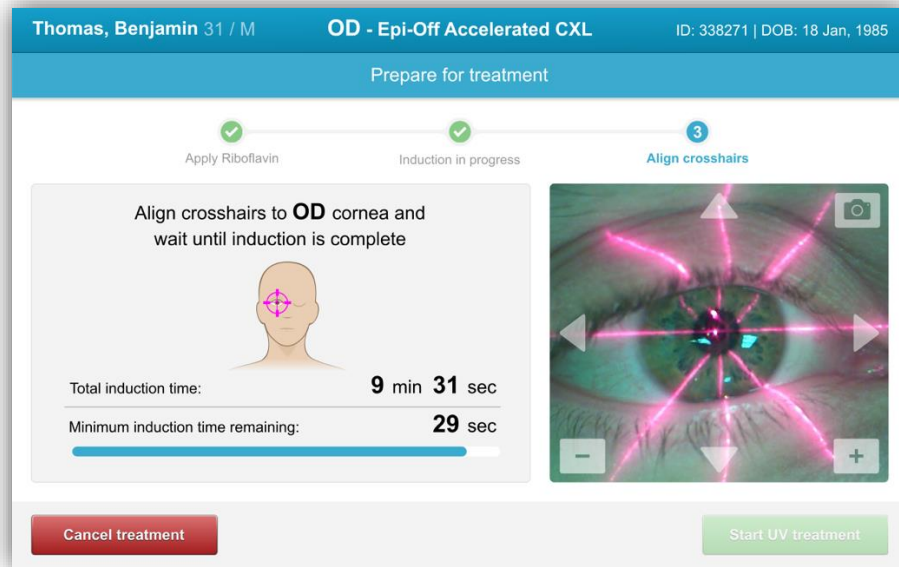 Thomas, Benjamin 31 / M OD - Epi-Off Accelerated CXL ID: 338271 | DOB: 18 Jan, 1985
Prepare for treatment
3
Apply Riboflavin Induction in progress Align crosshairs
Align crosshairs to OD cornea and
wait until induction is complete
Total induction time: 9 min 31 sec
Minimum induction time remaining: 29 sec
Cancel treatment Start UV treatment